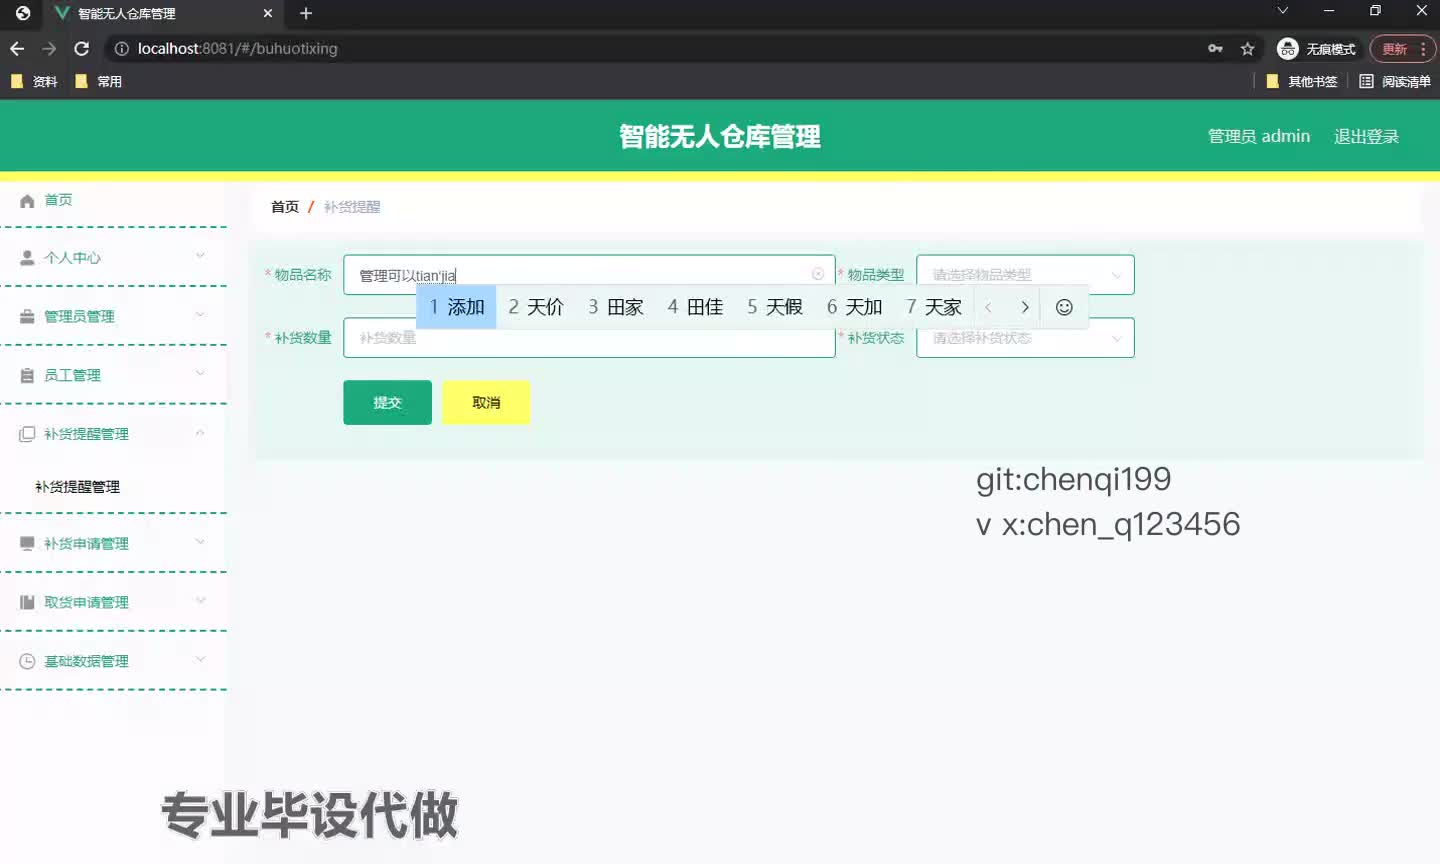 智能无人仓库管理
localhost:8081/#/buhuotixing
无痕模式
更新
资料
常用
其他书签
阅读清单
智能无人仓库管理
管理员 admin
退出登录
首页
个人中心
管理员管理
员工管理
补货提醒管理
补货提醒管理
补货申请管理
取货申请管理
基础数据管理
首页 / 补货提醒
* 物品名称
管理可以tian'jia
* 物品类型
请选择物品类型
1 添加 2 天价 3 田家 4 田佳 5 天假 6 天加 7 天家
* 补货数量
补货数量
* 补货状态
请选择补货状态
提交
取消
git:chenqi199
v x:chen_q123456
专业毕设代做